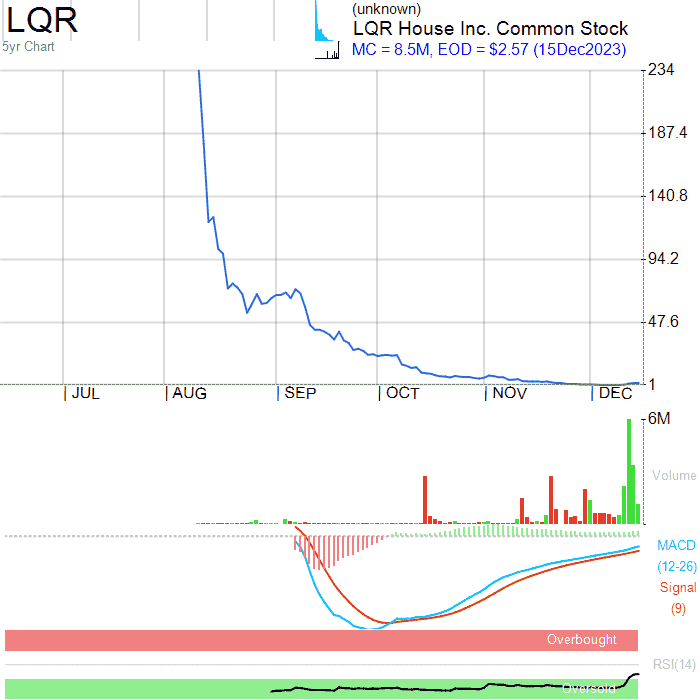 LQR
5yr Chart
(unknown)
LQR House Inc. Common Stock
MC = 8.5M, EOD = $2.57 (15Dec2023)
234
187.4
140.8
94.2
47.6
1
JUL AUG SEP OCT NOV DEC
6M
Volume
MACD
(12-26)
Signal
(9)
Overbought
RSI(14)
Oversold